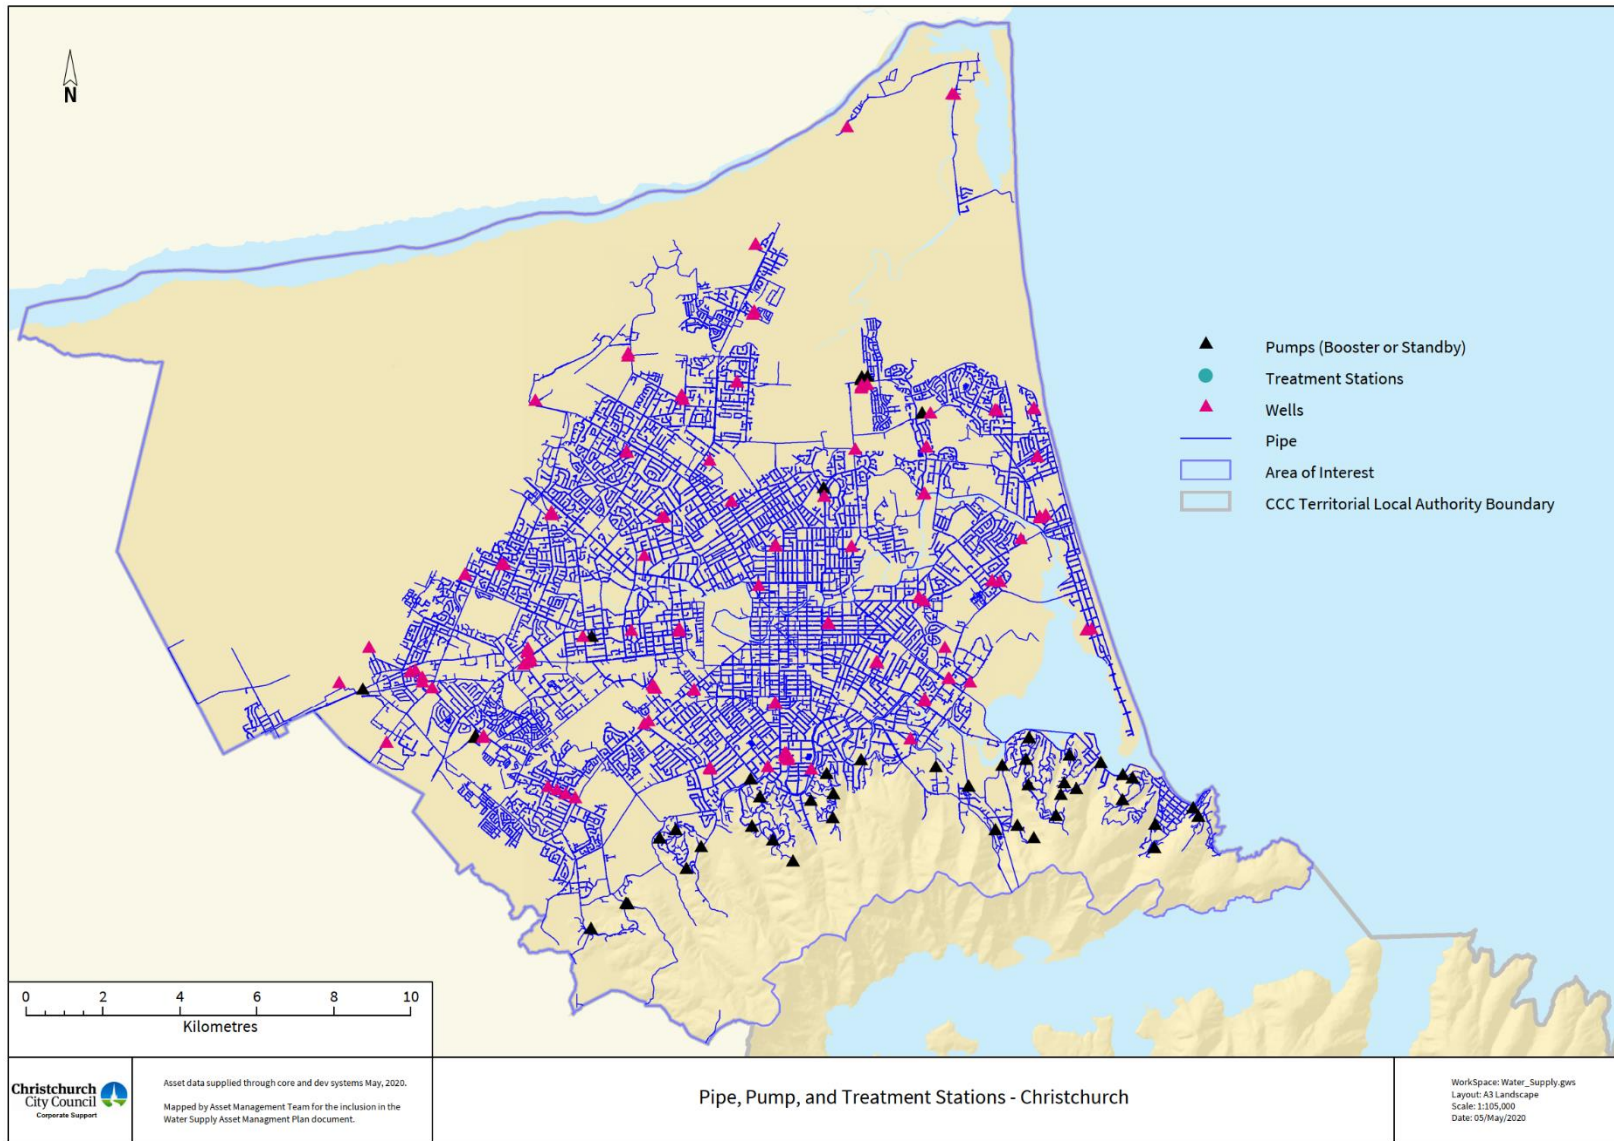 N
Pumps (Booster or Standby)
Treatment Stations
Wells
Pipe
Area of Interest
CCC Territorial Local Authority Boundary
0 2 4 6 8 10
Kilometres
Christchurch
City Council
Corporate Support
Asset data supplied through core and dev systems May, 2020.
Mapped by Asset Management Team for the inclusion in the
Water Supply Asset Managment Plan document.
Pipe, Pump, and Treatment Stations - Christchurch
WorkSpace: Water_Supply.gws
Layout: A3 Landscape
Scale: 1:105,000
Date: 05/May/2020